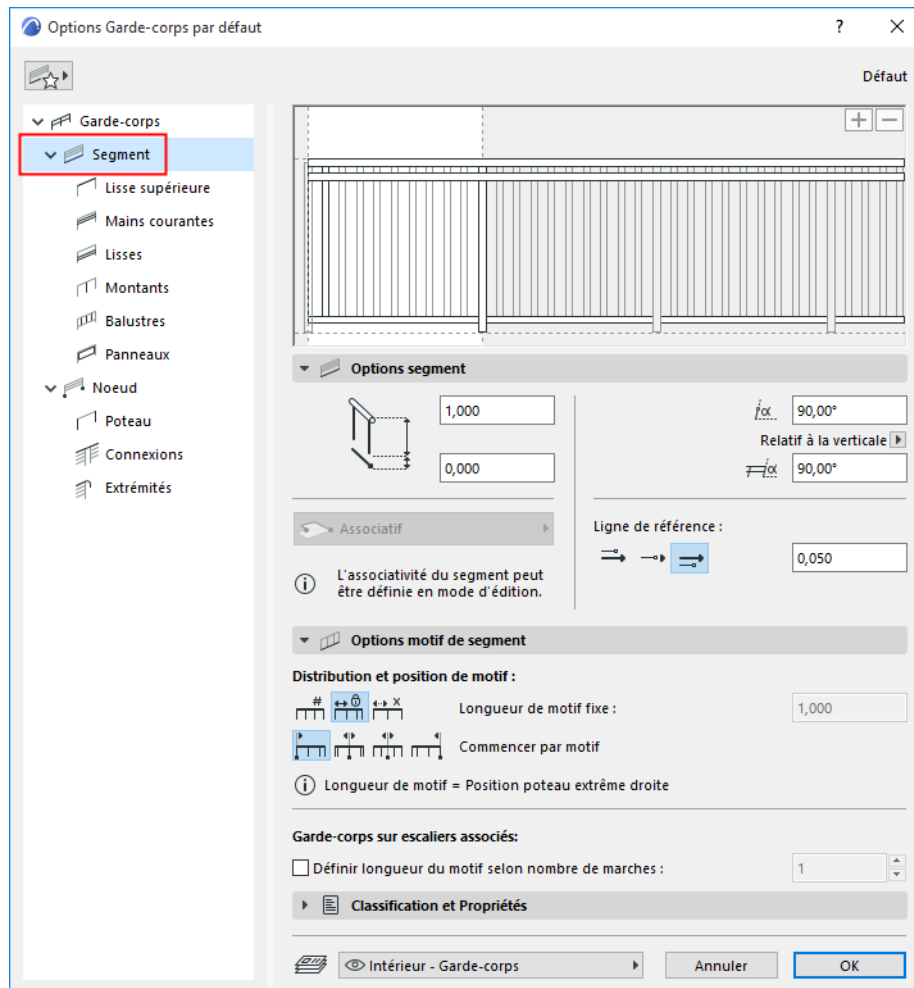 Options Garde-corps par défaut
?
Défaut
Garde-corps
Segment
Lisse supérieure
Mains courantes
Lisses
Montants
Balustres
Panneaux
Noeud
Poteau
Connexions
Extrémités
Options segment
1,000
0,000
α 90,00°
Relatif à la verticale
α 90,00°
Associatif
L'associativité du segment peut
être définie en mode d'édition.
Ligne de référence :
0,050
Options motif de segment
Distribution et position de motif :
# x
Longueur de motif fixe : 1,000
Commencer par motif
Longueur de motif = Position poteau extrême droite
Garde-corps sur escaliers associés:
Définir longueur du motif selon nombre de marches : 1
Classification et Propriétés
Intérieur - Garde-corps
Annuler
OK